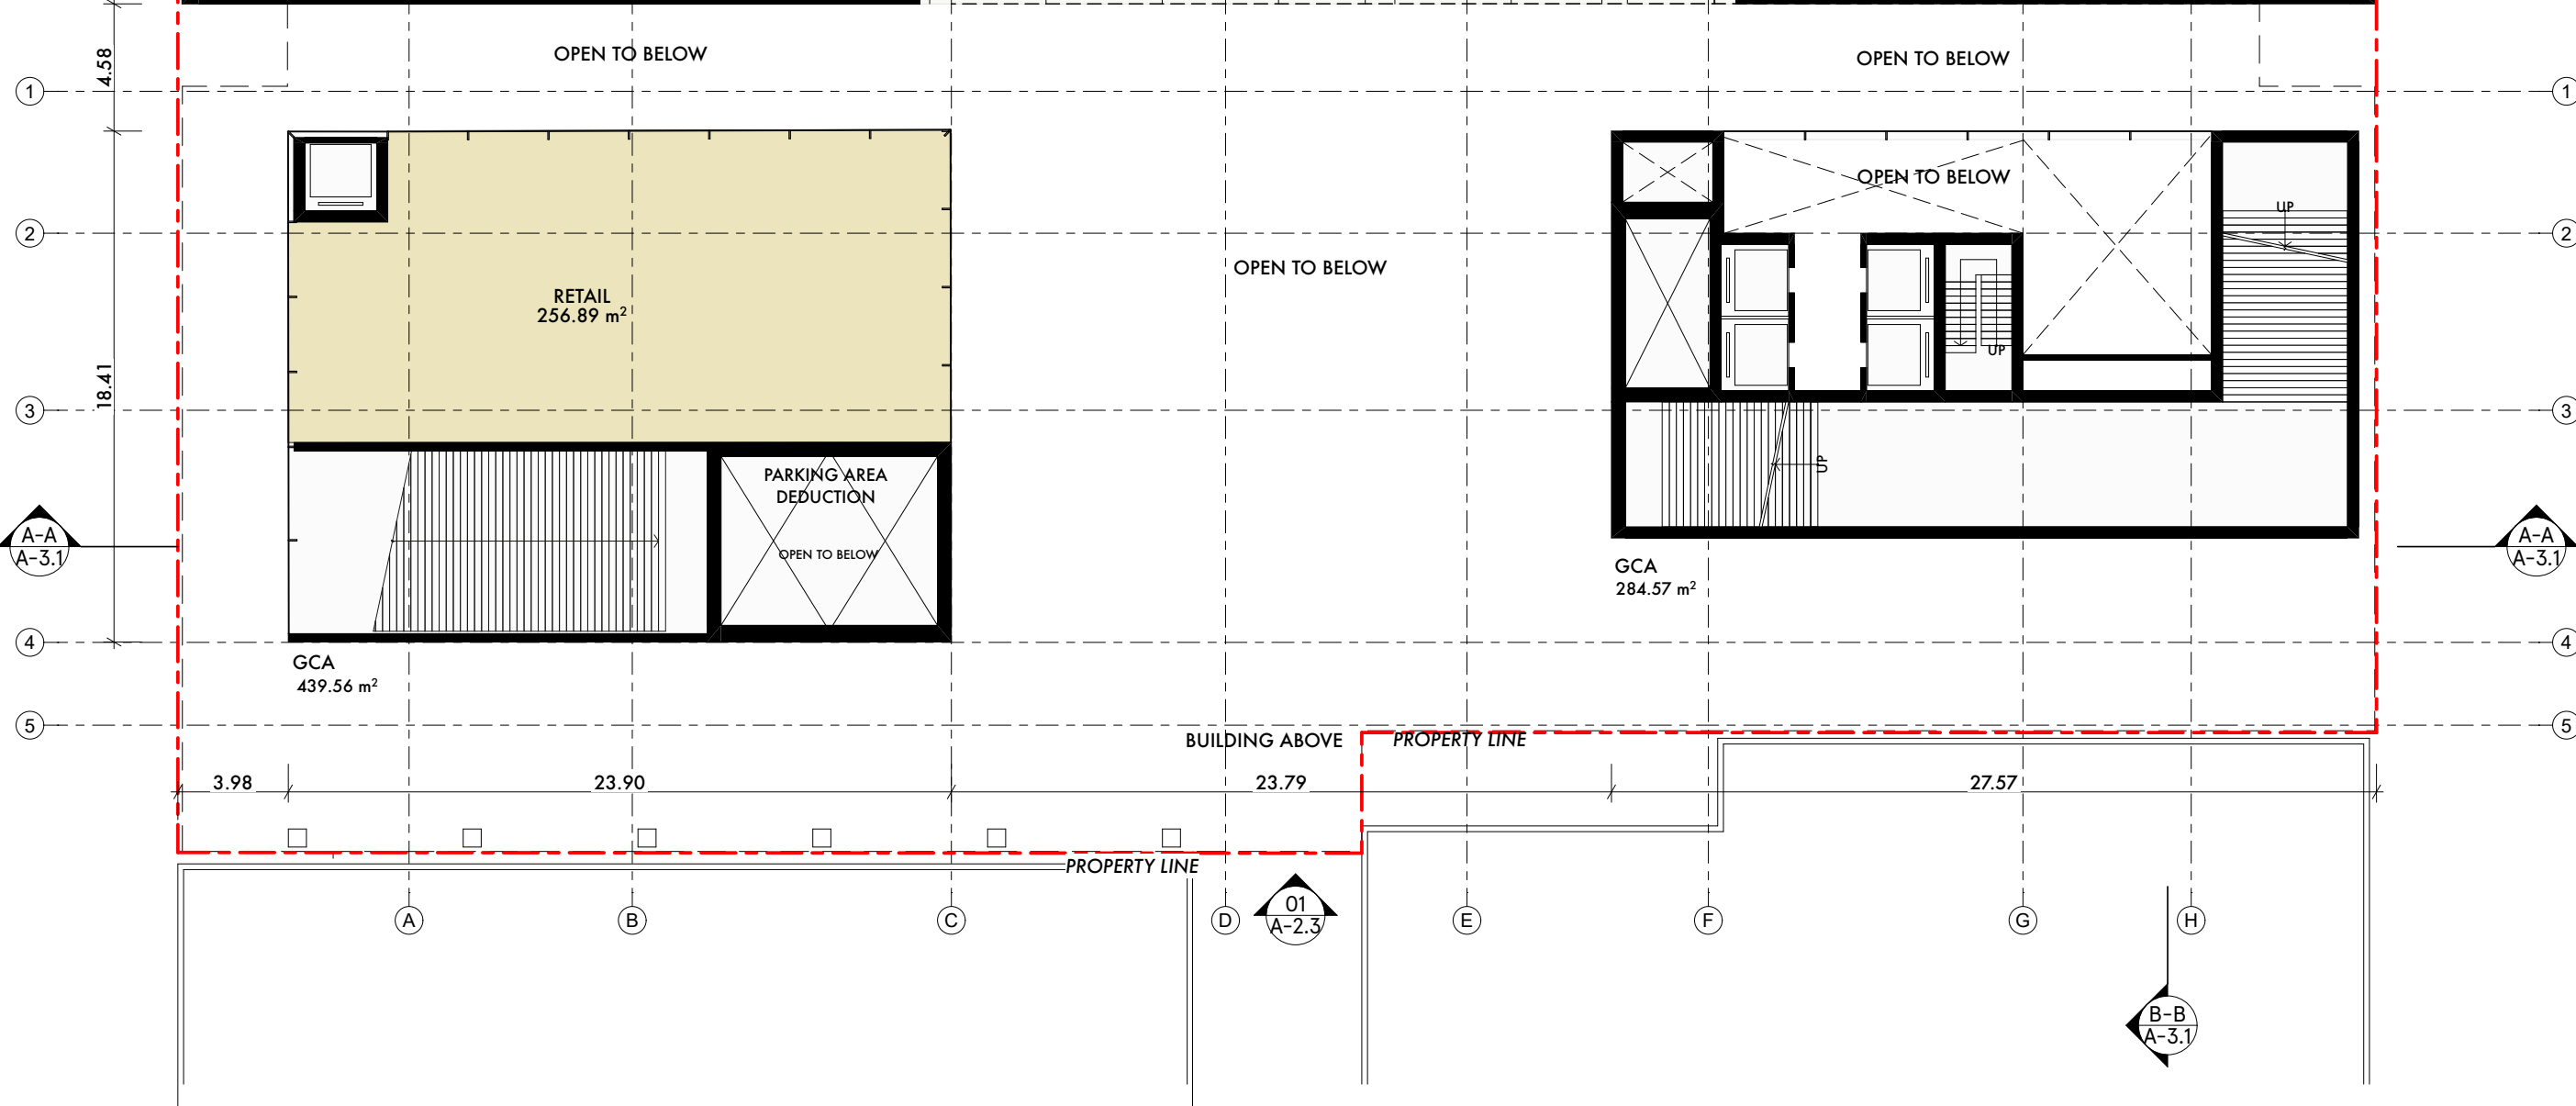 OPEN TO BELOW
OPEN TO BELOW
4.58
1
1
OPEN TO BELOW
UP
2
2
OPEN TO BELOW
RETAIL
256.89 m²
UP
18.41
3
3
PARKING AREA
DEDUCTION
UP
OPEN TO BELOW
A-A
A-3.1
A-A
A-3.1
GCA
284.57 m²
4
4
GCA
439.56 m²
5
5
BUILDING ABOVE
PROPERTY LINE
3.98
23.90
23.79
27.57
PROPERTY LINE
A
B
C
D
01
A-2.3
E
F
G
H
B-B
A-3.1